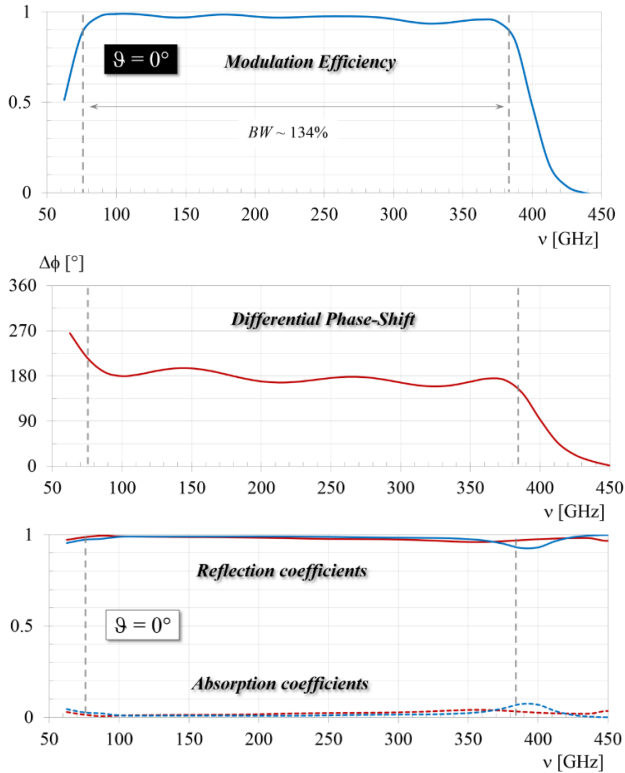 1
ϑ = 0°
Modulation Efficiency
0.5
BW ~ 134%
0
50 100 150 200 250 300 350 400 450
ν [GHz]
Δϕ [°]
360
Differential Phase-Shift
270
180
90
0
50 100 150 200 250 300 350 400 450
ν [GHz]
1
Reflection coefficients
0.5
ϑ = 0°
Absorption coefficients
0
50 100 150 200 250 300 350 400 450
ν [GHz]